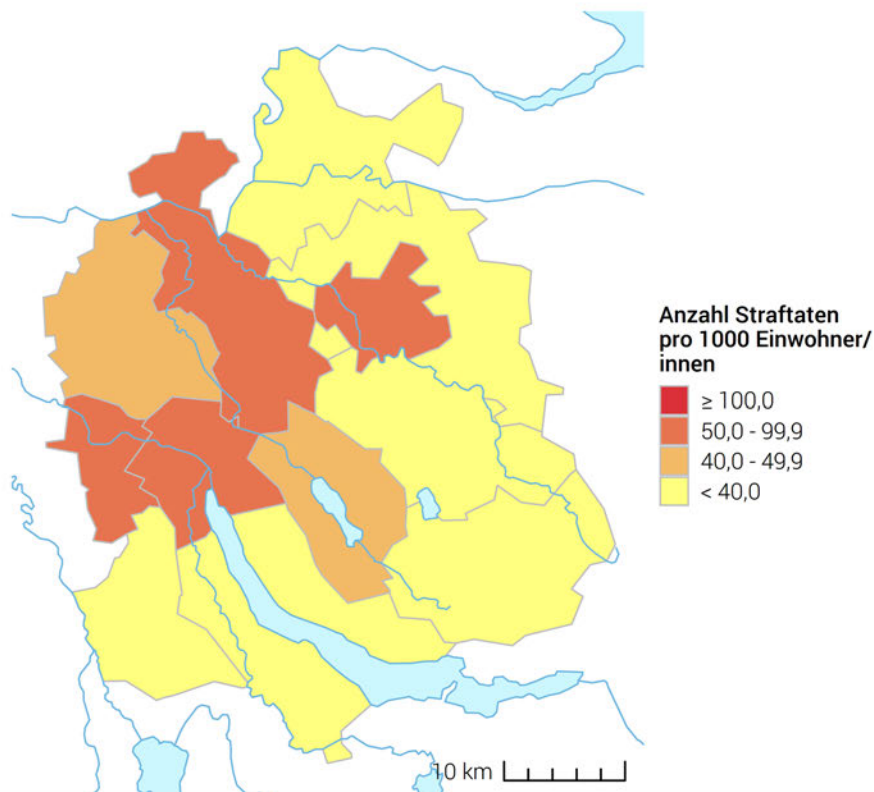 Anzahl Straftaten
pro 1000 Einwohner/
innen
≥ 100,0
50,0 - 99,9
40,0 - 49,9
< 40,0
10 km